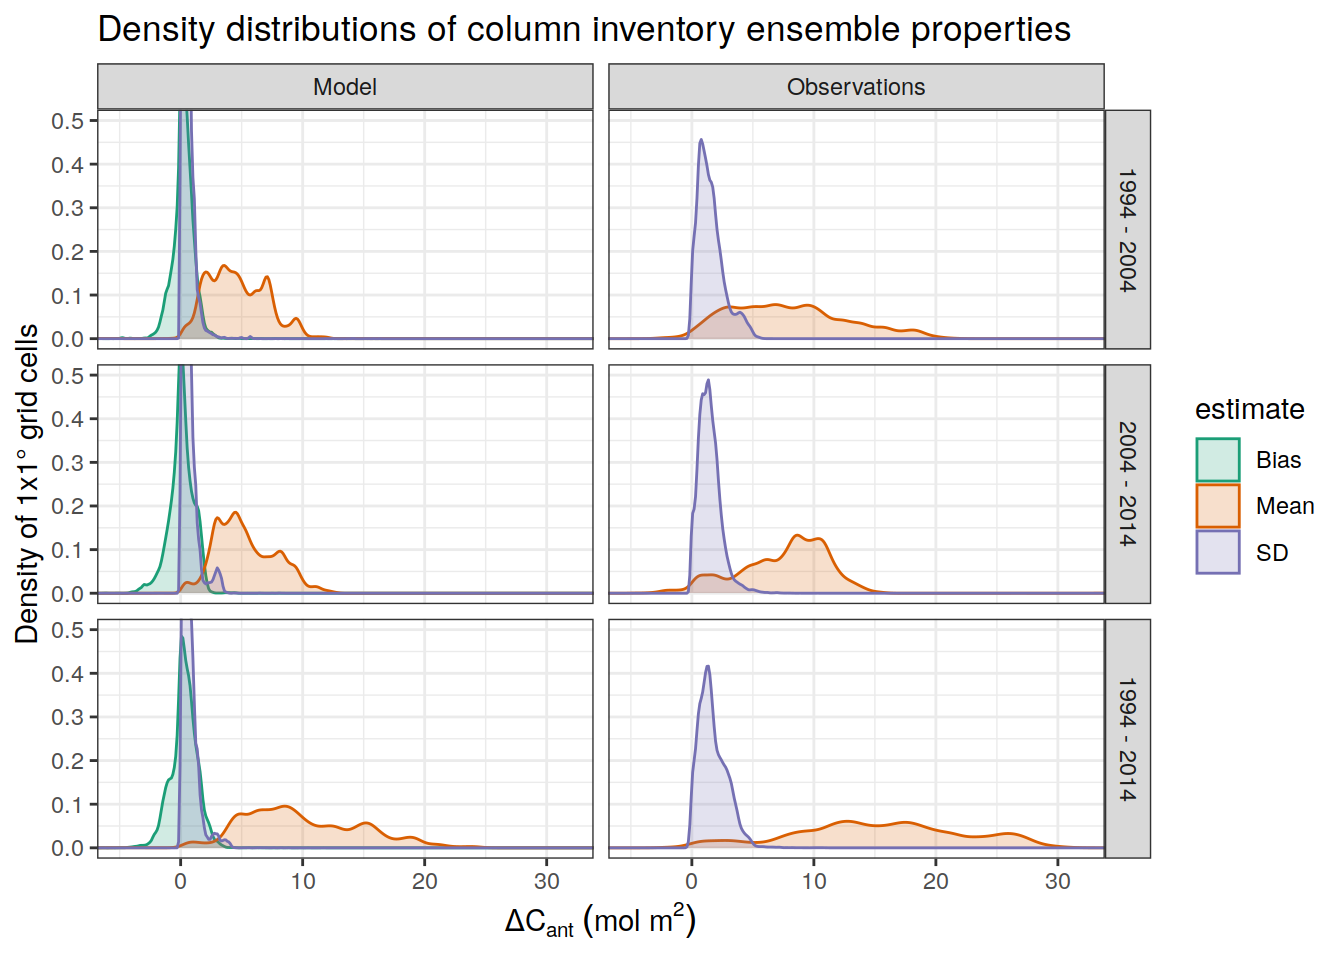 Density distributions of column inventory ensemble properties
Model
Observations
0.5
0.4
0.3
0.2
0.1
0.0
1994 - 2004
0.5
0.4
0.3
0.2
0.1
0.0
2004 - 2014
0.5
0.4
0.3
0.2
0.1
0.0
1994 - 2014
Density of 1x1° grid cells
0 10 20 30
0 10 20 30
ΔC_ant (mol m²)
estimate
Bias
Mean
SD